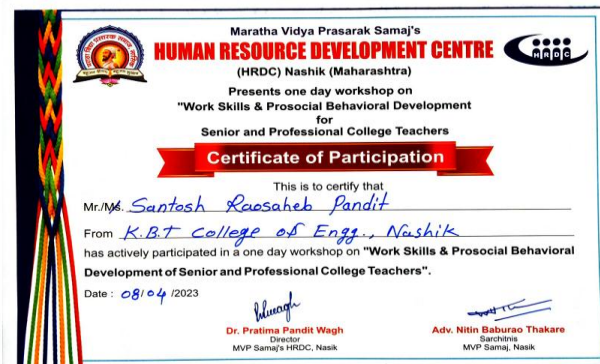 Maratha Vidya Prasarak Samaj's
HUMAN RESOURCE DEVELOPMENT CENTRE
HRDC
(HRDC) Nashik (Maharashtra)
Presents one day workshop on
"Work Skills & Prosocial Behavioral Development
for
Senior and Professional College Teachers
Certificate of Participation
This is to certify that
Mr./Ms. Santosh Raosaheb Pandit
From K.B.T College of Engg., Nashik
has actively participated in a one day workshop on "Work Skills & Prosocial Behavioral
Development of Senior and Professional College Teachers".
Date : 08/04/2023
Dr. Pratima Pandit Wagh
Director
MVP Samaj's HRDC, Nasik
Adv. Nitin Baburao Thakare
Sarchitnis
MVP Samaj, Nasik